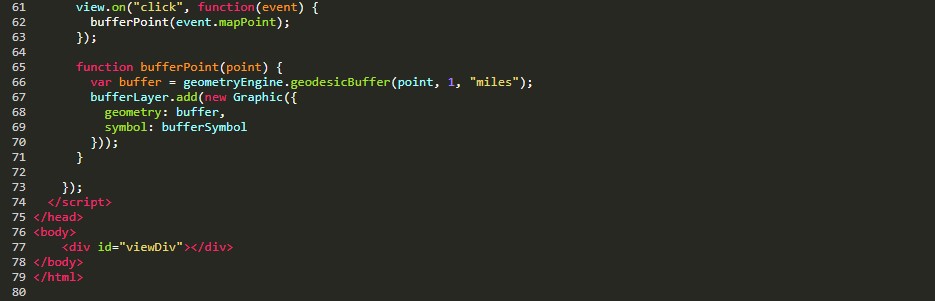 61 view.on("click", function(event) {
62 bufferPoint(event.mapPoint);
63 });
64
65 function bufferPoint(point) {
66 var buffer = geometryEngine.geodesicBuffer(point, 1, "miles");
67 bufferLayer.add(new Graphic({
68 geometry: buffer,
69 symbol: bufferSymbol
70 }));
71 }
72
73 });
74 </script>
75 </head>
76 <body>
77 <div id="viewDiv"></div>
78 </body>
79 </html>
80